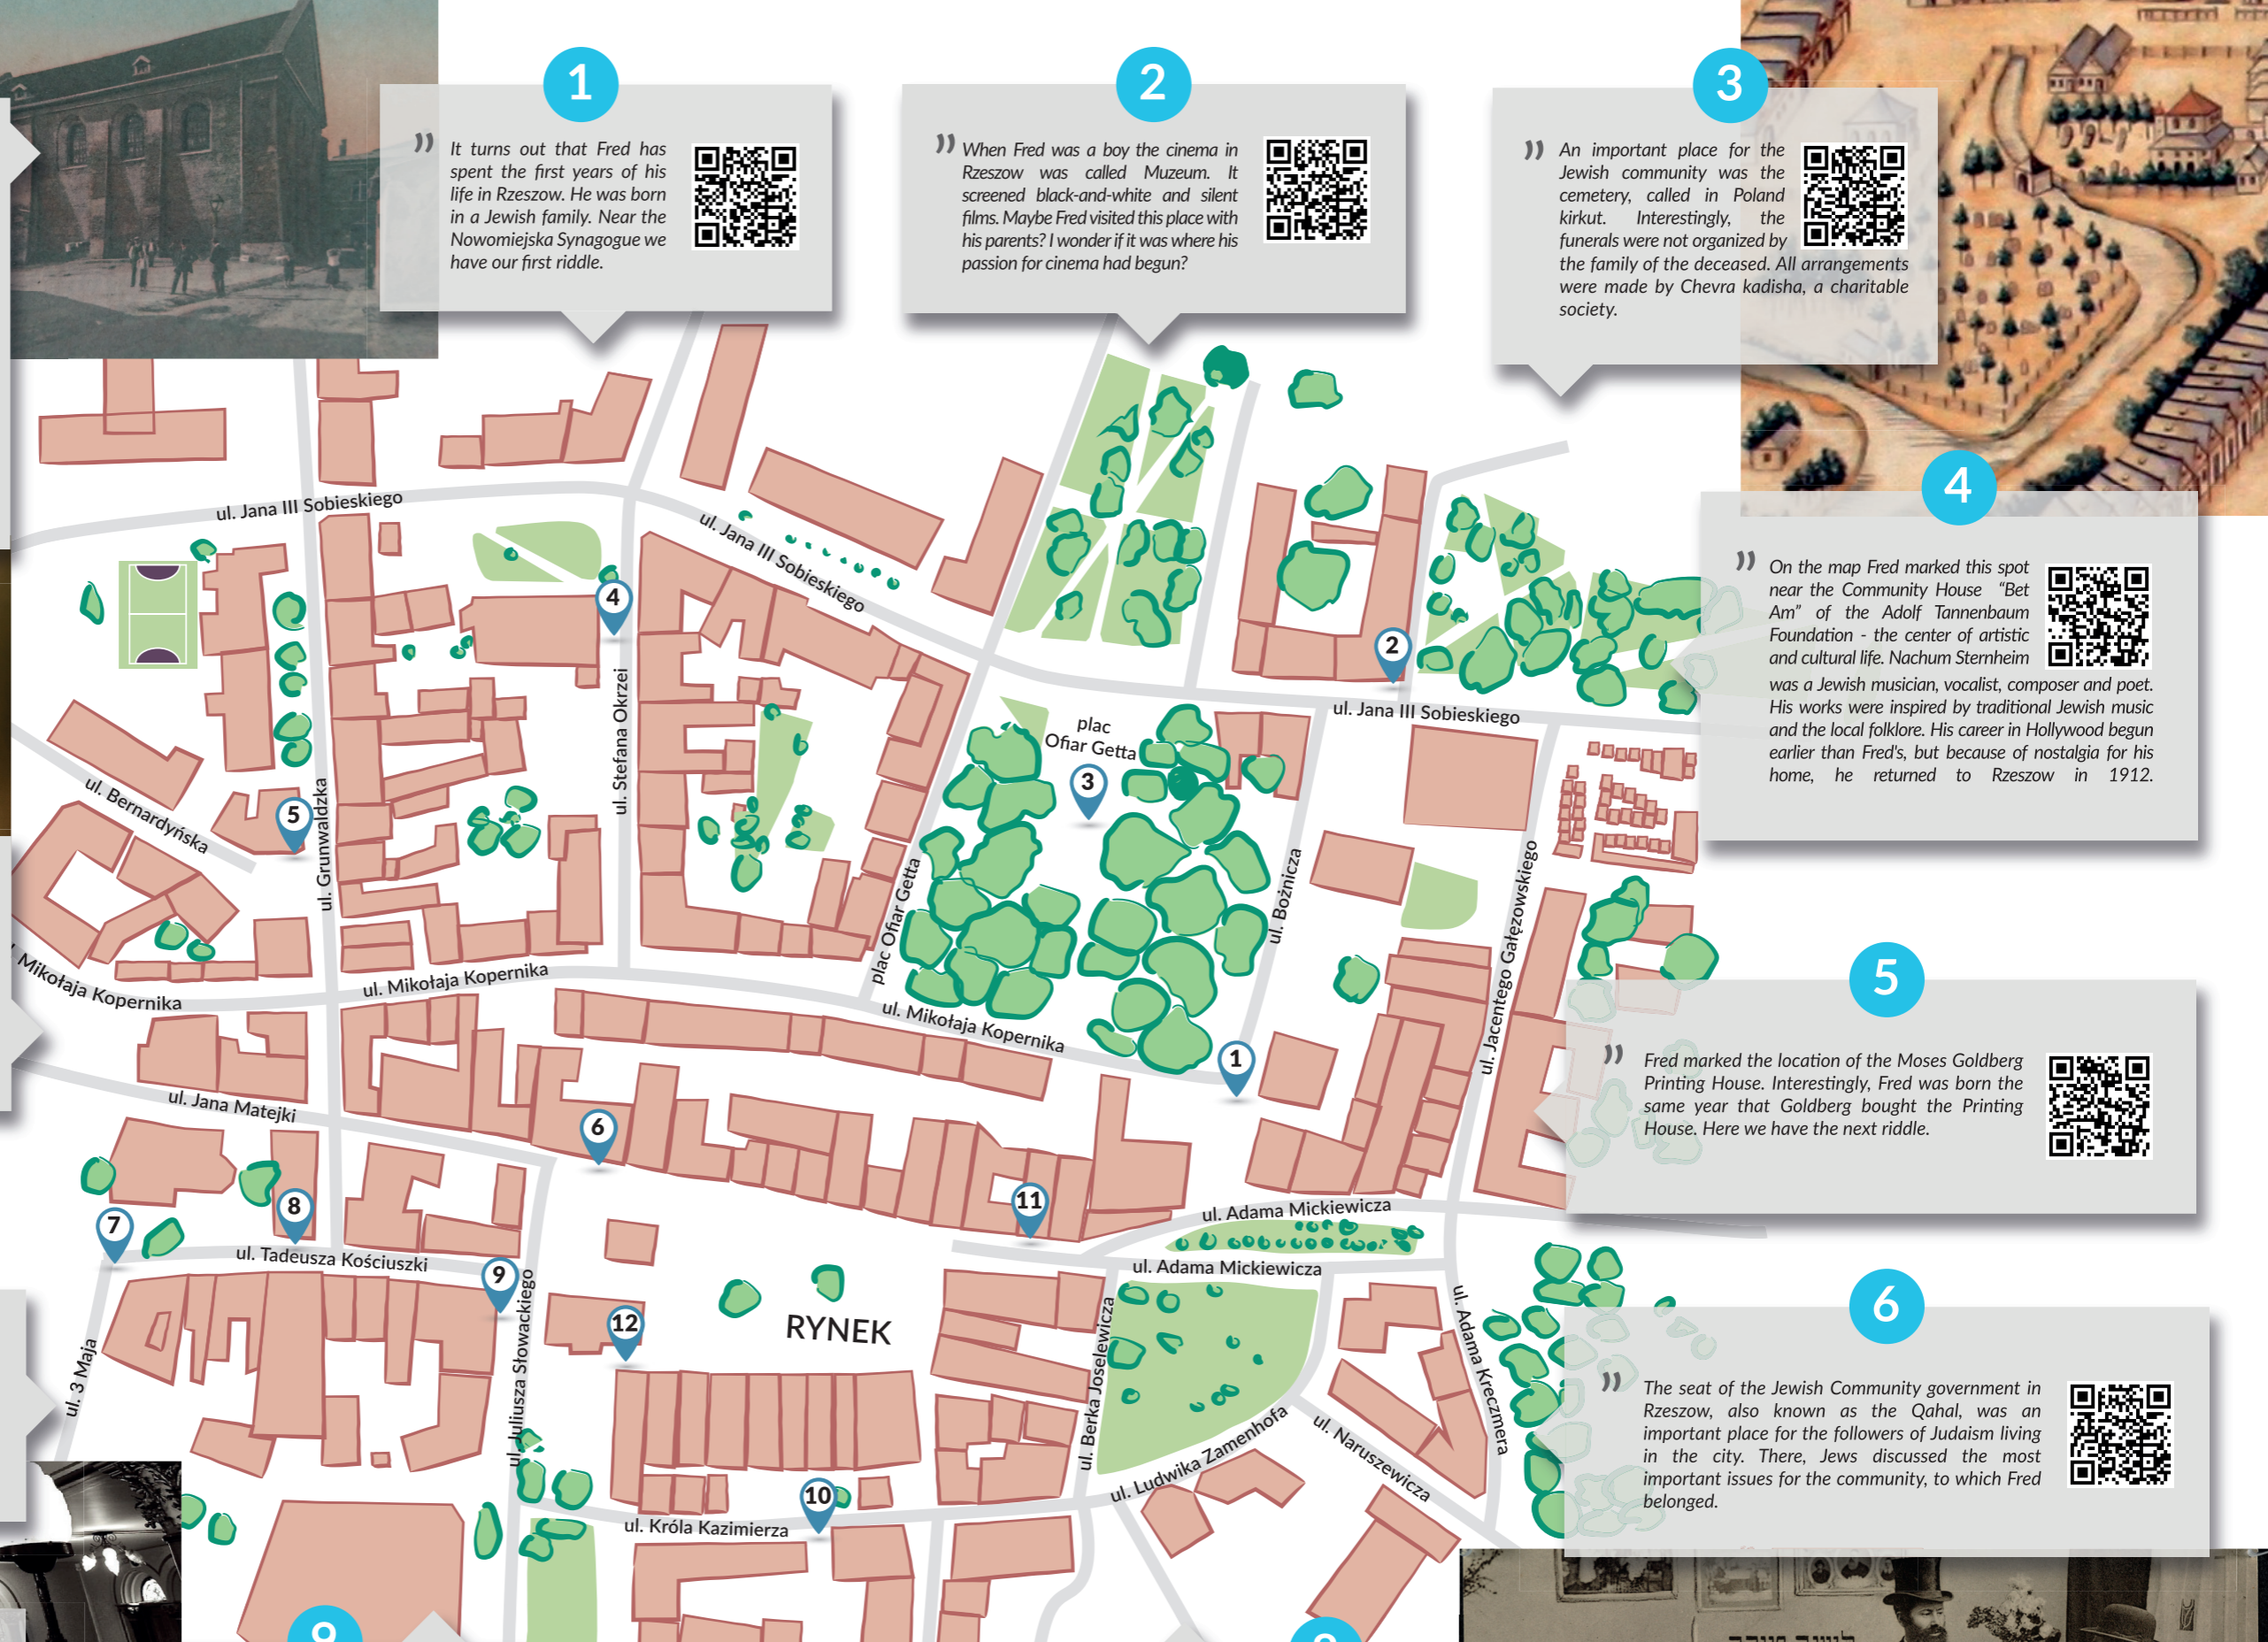 1
” It turns out that Fred has
spent the first years of his
life in Rzeszow. He was born
in a Jewish family. Near the
Nowomiejska Synagogue we
have our first riddle.
2
” When Fred was a boy the cinema in
Rzeszow was called Muzeum. It
screened black-and-white and silent
films. Maybe Fred visited this place with
his parents? I wonder if it was where his
passion for cinema had begun?
3
” An important place for the
Jewish community was the
cemetery, called in Poland
kirkut. Interestingly, the
funerals were not organized by
the family of the deceased. All arrangements
were made by Chevra kadisha, a charitable
society.
4
” On the map Fred marked this spot
near the Community House “Bet
Am” of the Adolf Tannenbaum
Foundation - the center of artistic
and cultural life. Nachum Sternheim
was a Jewish musician, vocalist, composer and poet.
His works were inspired by traditional Jewish music
and the local folklore. His career in Hollywood begun
earlier than Fred's, but because of nostalgia for his
home, he returned to Rzeszow in 1912.
5
” Fred marked the location of the Moses Goldberg
Printing House. Interestingly, Fred was born the
same year that Goldberg bought the Printing
House. Here we have the next riddle.
6
” The seat of the Jewish Community government in
Rzeszow, also known as the Qahal, was an
important place for the followers of Judaism living
in the city. There, Jews discussed the most
important issues for the community, to which Fred
belonged.
ul. Jana III Sobieskiego
ul. Jana III Sobieskiego
ul. Jana III Sobieskiego
4
2
ul. Stefana Okrzei
plac
Ofiar Getta
3
ul. Bernardyńska
5
ul. Grunwaldzka
plac Ofiar Getta
ul. Bożnicza
ul. Jacentego Gałęzowskiego
Mikołaja Kopernika
ul. Mikołaja Kopernika
ul. Mikołaja Kopernika
1
ul. Jana Matejki
6
7
8
11
ul. Adama Mickiewicza
ul. Adama Mickiewicza
ul. Tadeusza Kościuszki
9
12
RYNEK
ul. 3 Maja
ul. Juliusza Słowackiego
ul. Berka Joselewicza
ul. Adama Kreczmera
ul. Ludwika Zamenhofa
ul. Naruszewicza
10
ul. Króla Kazimierza